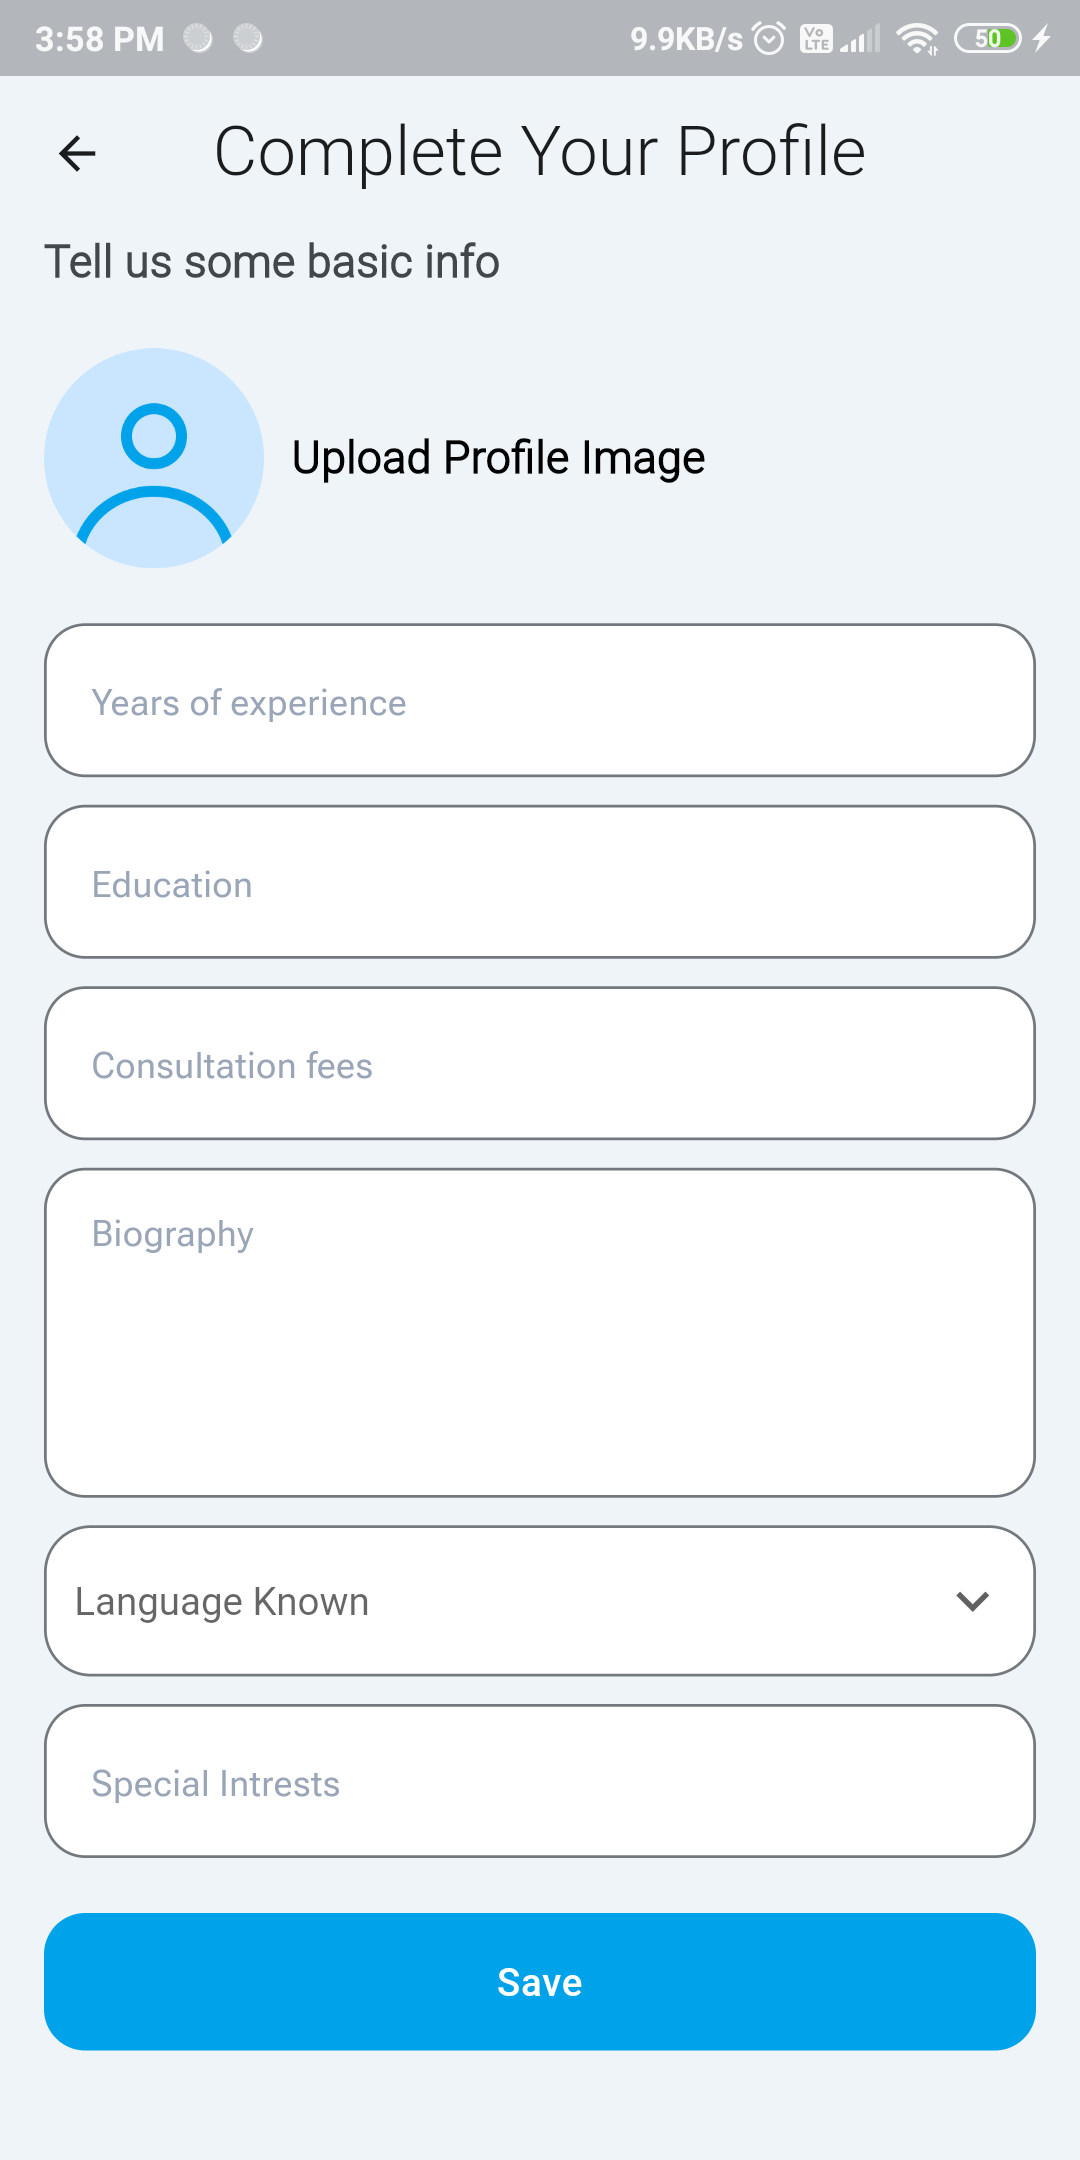 3:58 PM 9.9KB/s Vo LTE 50
Complete Your Profile
Tell us some basic info
Upload Profile Image
Years of experience
Education
Consultation fees
Biography
Language Known
Special Intrests
Save